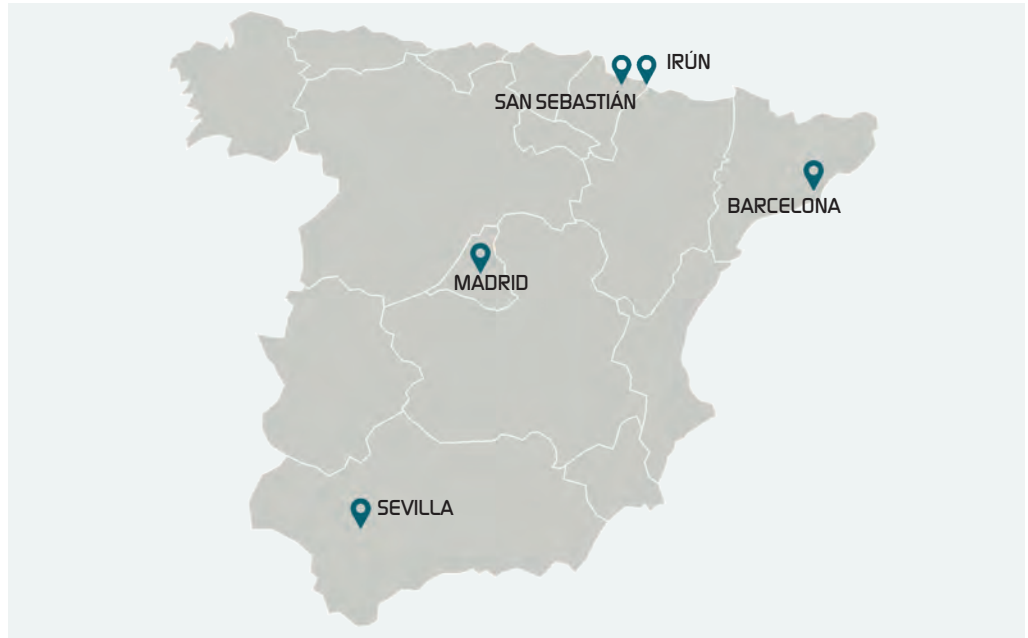 IRÚN
SAN SEBASTIÁN
BARCELONA
MADRID
SEVILLA